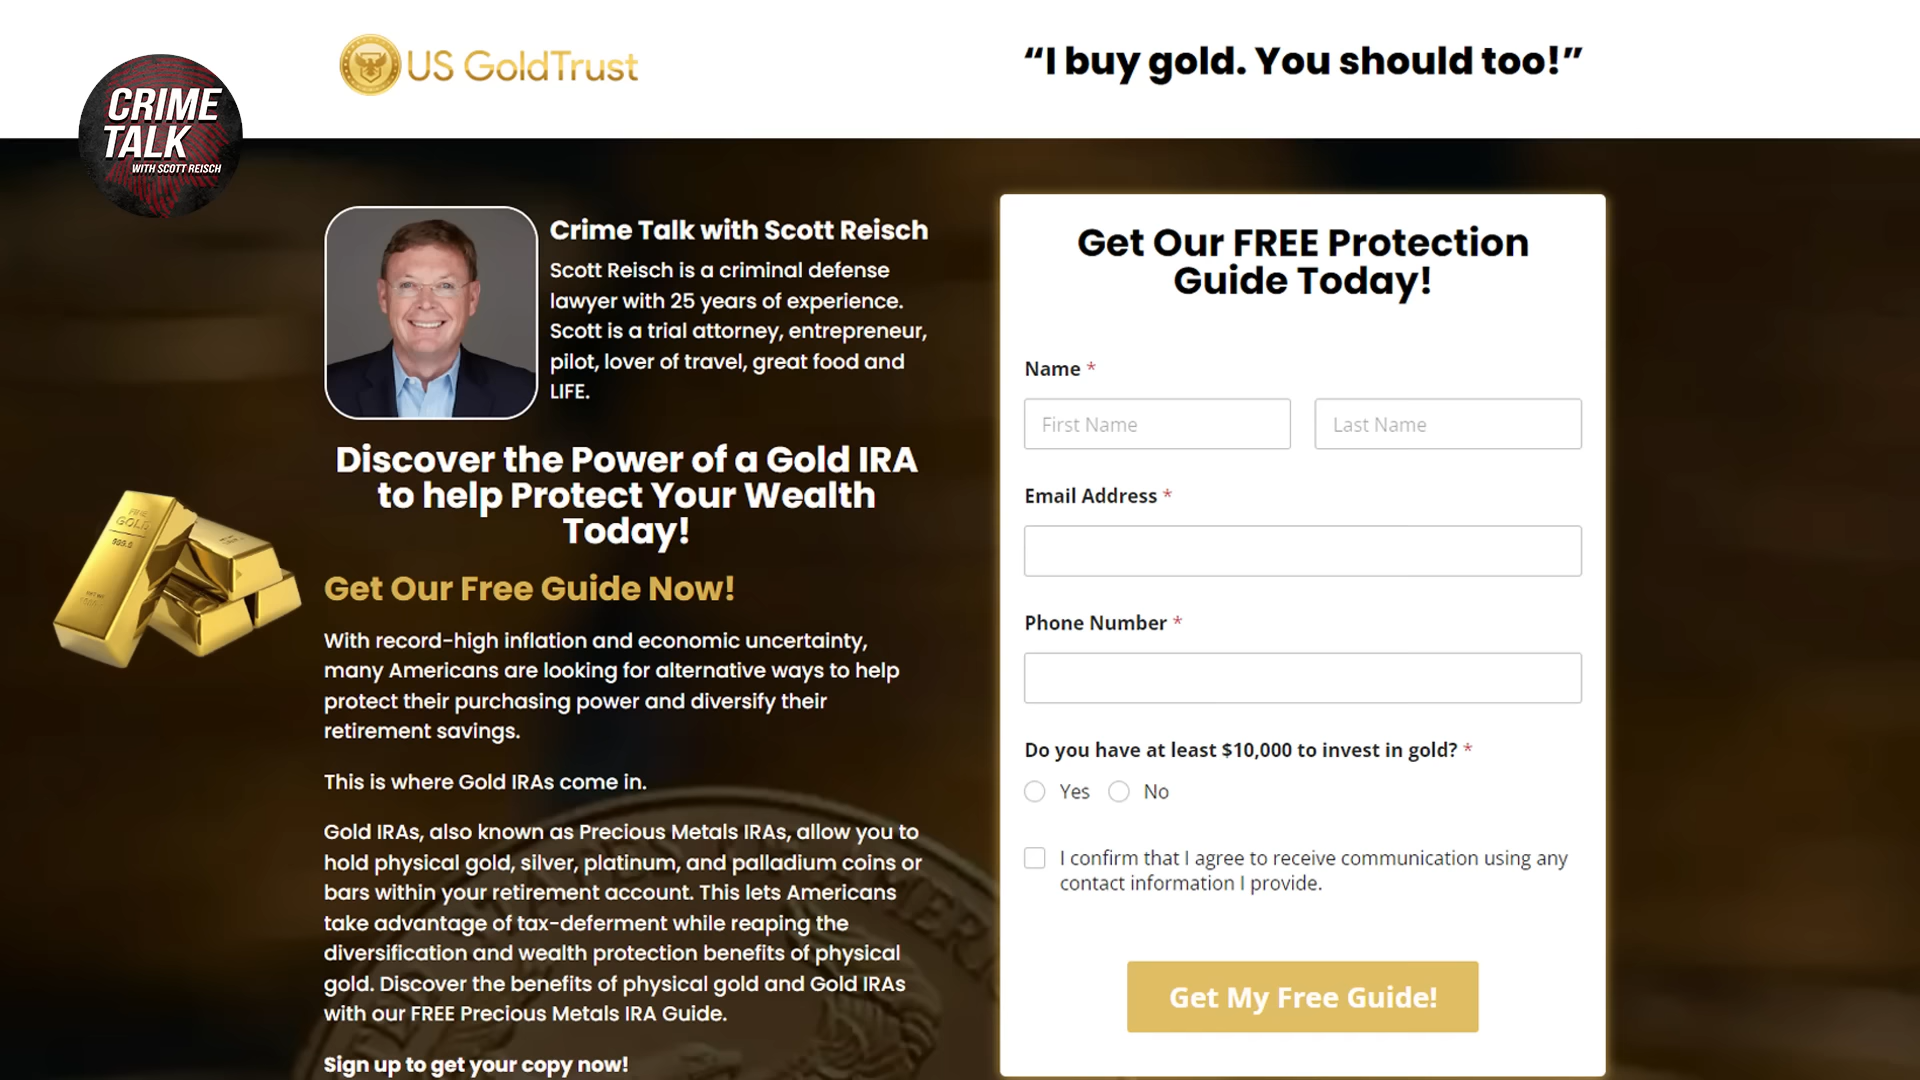 US GoldTrust
“I buy gold. You should too!”
CRIME
TALK
WITH SCOTT REISCH
Crime Talk with Scott Reisch
Scott Reisch is a criminal defense
lawyer with 25 years of experience.
Scott is a trial attorney, entrepreneur,
pilot, lover of travel, great food and
LIFE.
Discover the Power of a Gold IRA
to help Protect Your Wealth
Today!
FINE
GOLD
999.9
Get Our Free Guide Now!
With record-high inflation and economic uncertainty,
many Americans are looking for alternative ways to help
protect their purchasing power and diversify their
retirement savings.
This is where Gold IRAs come in.
Gold IRAs, also known as Precious Metals IRAs, allow you to
hold physical gold, silver, platinum, and palladium coins or
bars within your retirement account. This lets Americans
take advantage of tax-deferment while reaping the
diversification and wealth protection benefits of physical
gold. Discover the benefits of physical gold and Gold IRAs
with our FREE Precious Metals IRA Guide.
Sign up to get your copy now!
Get Our FREE Protection
Guide Today!
Name *
First Name Last Name
Email Address *
Phone Number *
Do you have at least $10,000 to invest in gold? *
Yes No
I confirm that I agree to receive communication using any
contact information I provide.
Get My Free Guide!